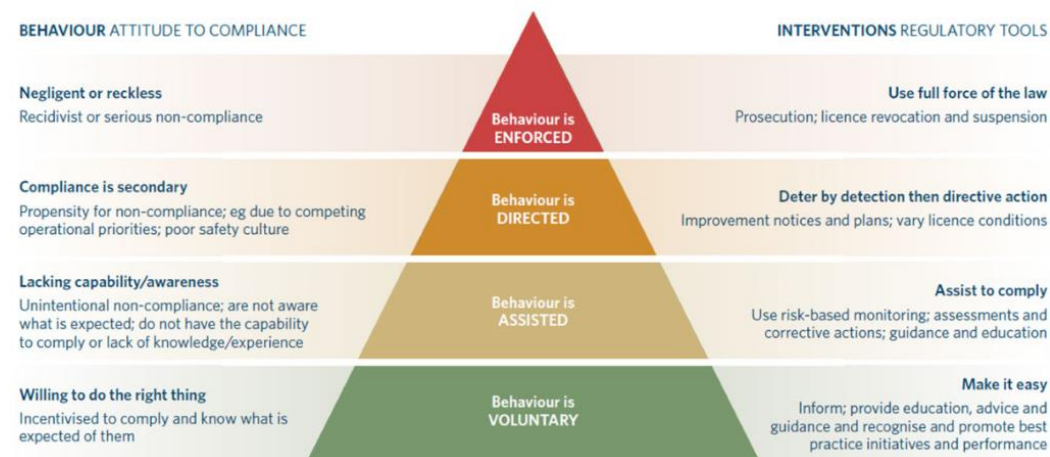 BEHAVIOUR ATTITUDE TO COMPLIANCE
INTERVENTIONS REGULATORY TOOLS
Negligent or reckless
Recidivist or serious non-compliance
Behaviour is
ENFORCED
Use full force of the law
Prosecution; licence revocation and suspension
Compliance is secondary
Propensity for non-compliance; eg due to competing
operational priorities; poor safety culture
Behaviour is
DIRECTED
Deter by detection then directive action
Improvement notices and plans; vary licence conditions
Lacking capability/awareness
Unintentional non-compliance; are not aware
what is expected; do not have the capability
to comply or lack of knowledge/experience
Behaviour is
ASSISTED
Assist to comply
Use risk-based monitoring; assessments and
corrective actions; guidance and education
Willing to do the right thing
Incentivised to comply and know what is
expected of them
Behaviour is
VOLUNTARY
Make it easy
Inform; provide education, advice and
guidance and recognise and promote best
practice initiatives and performance